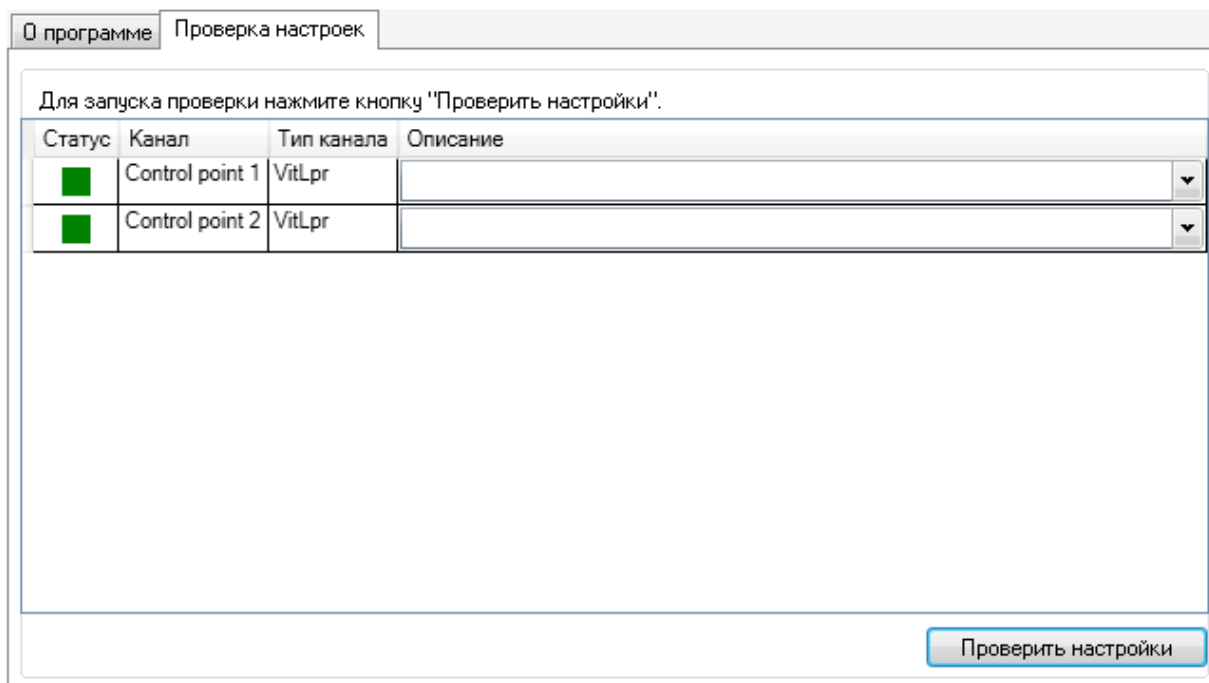 О программе Проверка настроек
Для запуска проверки нажмите кнопку "Проверить настройки".
Статус Канал Тип канала Описание
Control point 1 VitLpr
Control point 2 VitLpr
Проверить настройки